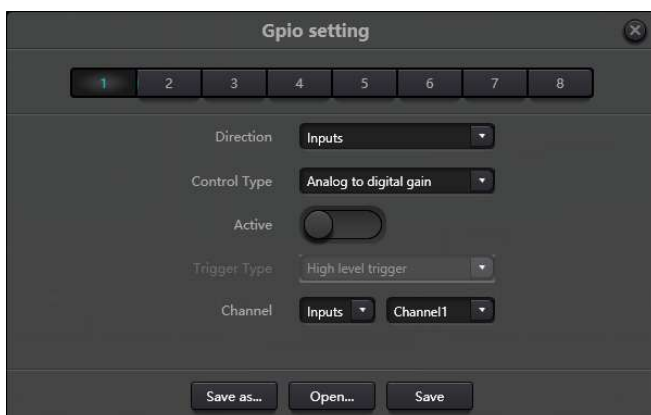 Gpio setting
1 2 3 4 5 6 7 8
Direction Inputs
Control Type Analog to digital gain
Active
Trigger Type High level trigger
Channel Inputs Channel1
Save as... Open... Save